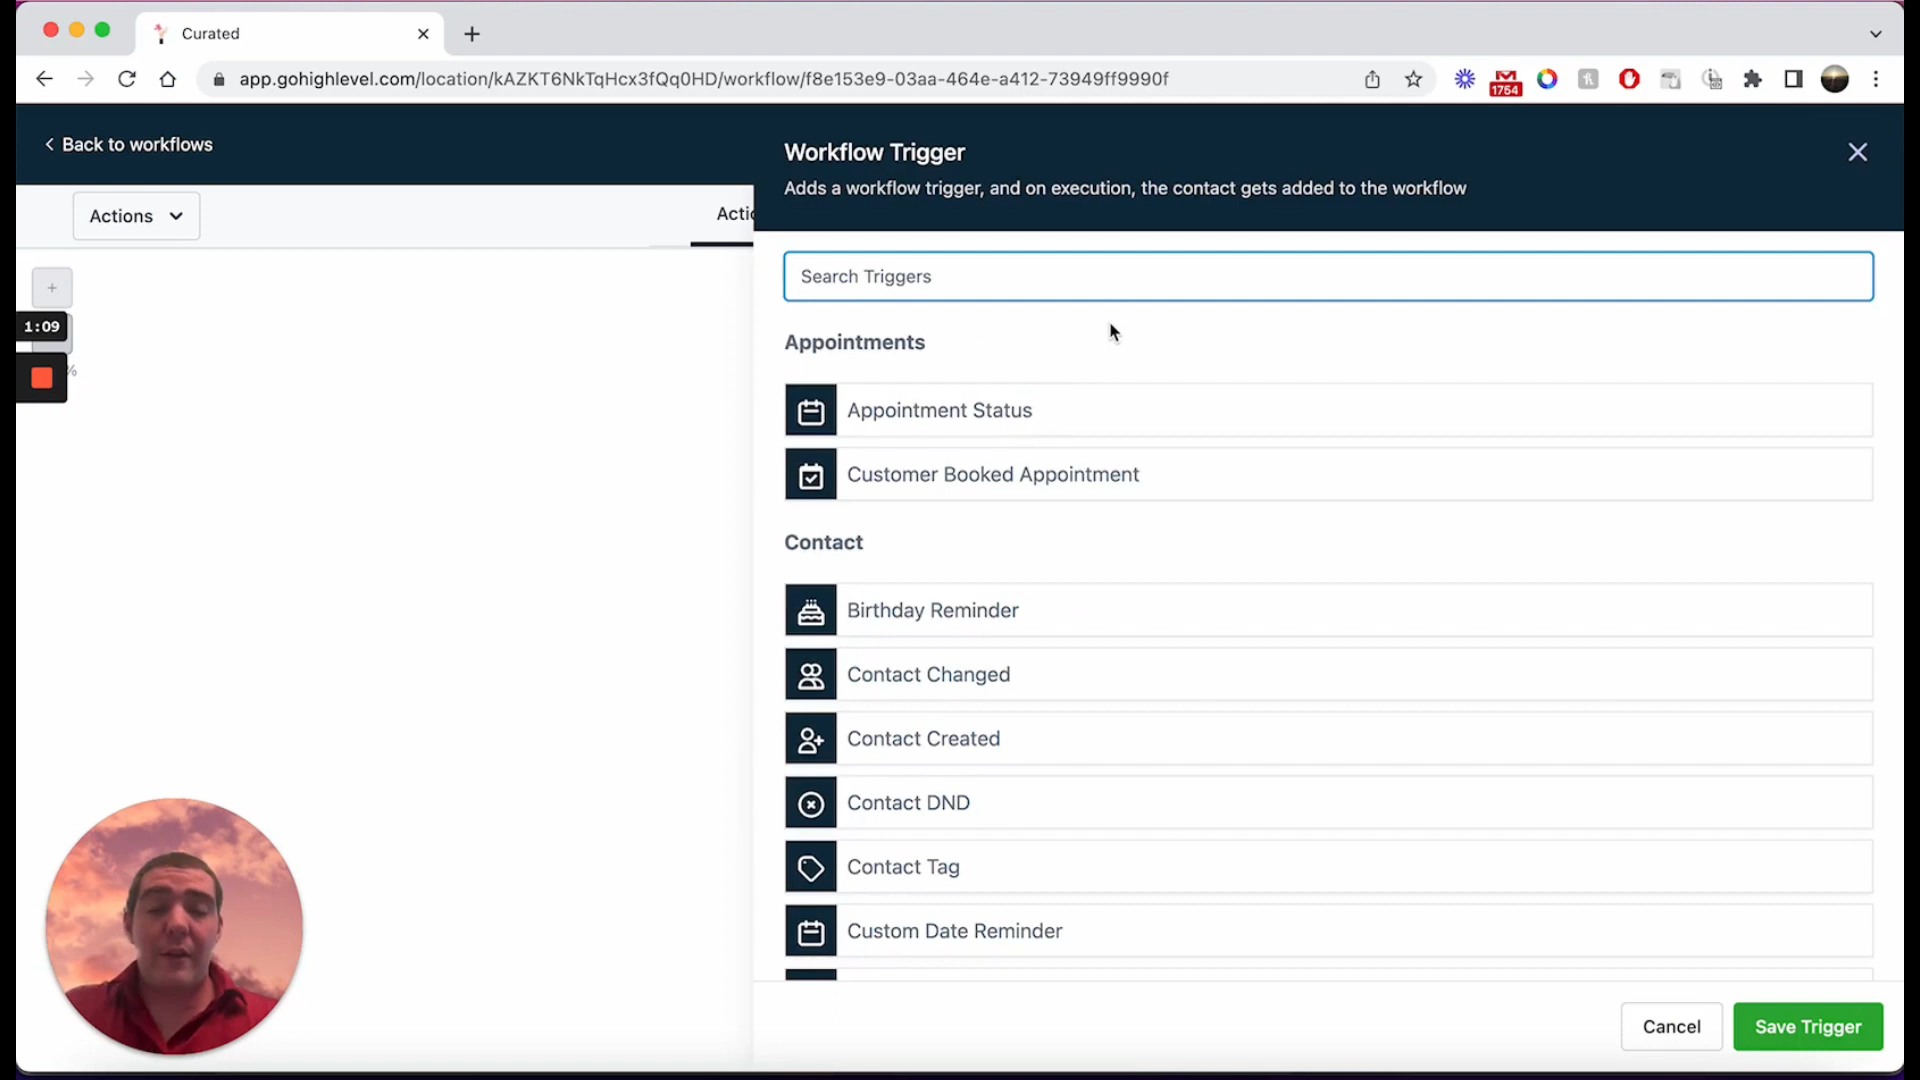 Curated
app.gohighlevel.com/location/kAZKT6NkTqHcx3fQq0HD/workflow/f8e153e9-03aa-464e-a412-73949ff9990f
1754
Back to workflows
Workflow Trigger
Adds a workflow trigger, and on execution, the contact gets added to the workflow
Actions
Actio
Search Triggers
+
1:09
%
Appointments
Appointment Status
Customer Booked Appointment
Contact
Birthday Reminder
Contact Changed
Contact Created
Contact DND
Contact Tag
Custom Date Reminder
Cancel
Save Trigger